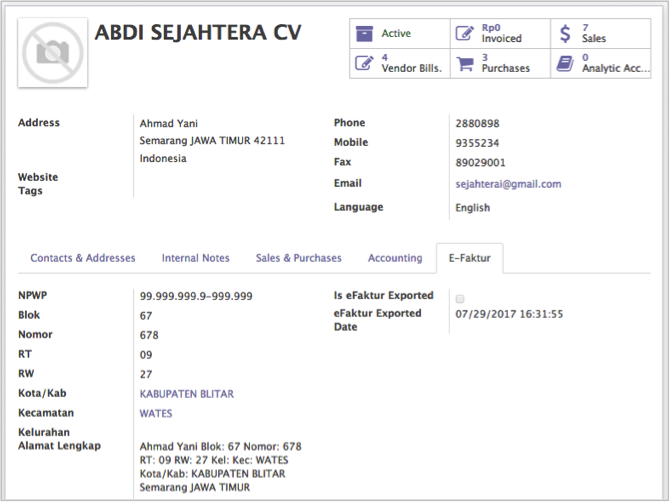 ABDI SEJAHTERA CV
Active
Rp0
Invoiced
7
Sales
4
Vendor Bills.
3
Purchases
0
Analytic Acc...
Address
Ahmad Yani
Semarang JAWA TIMUR 42111
Indonesia
Website
Tags
Phone 2880898
Mobile 9355234
Fax 89029001
Email sejahterai@gmail.com
Language English
Contacts & Addresses Internal Notes Sales & Purchases Accounting E-Faktur
NPWP 99.999.999.9-999.999
Blok 67
Nomor 678
RT 09
RW 27
Kota/Kab KABUPATEN BLITAR
Kecamatan WATES
Kelurahan
Alamat Lengkap Ahmad Yani Blok: 67 Nomor: 678
RT: 09 RW: 27 Kel: Kec: WATES
Kota/Kab: KABUPATEN BLITAR
Semarang JAWA TIMUR
Is eFaktur Exported
eFaktur Exported 07/29/2017 16:31:55
Date